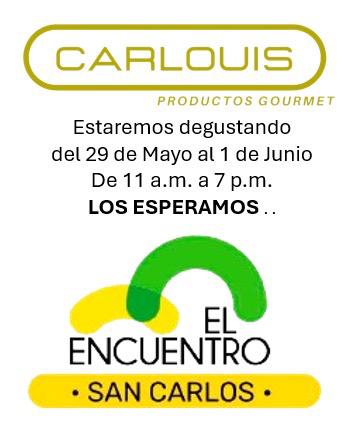 CARLOUIS
PRODUCTOS GOURMET
Estaremos degustando
del 29 de Mayo al 1 de Junio
De 11 a.m. a 7 p.m.
LOS ESPERAMOS . .
EL
ENCUENTRO
• SAN CARLOS •